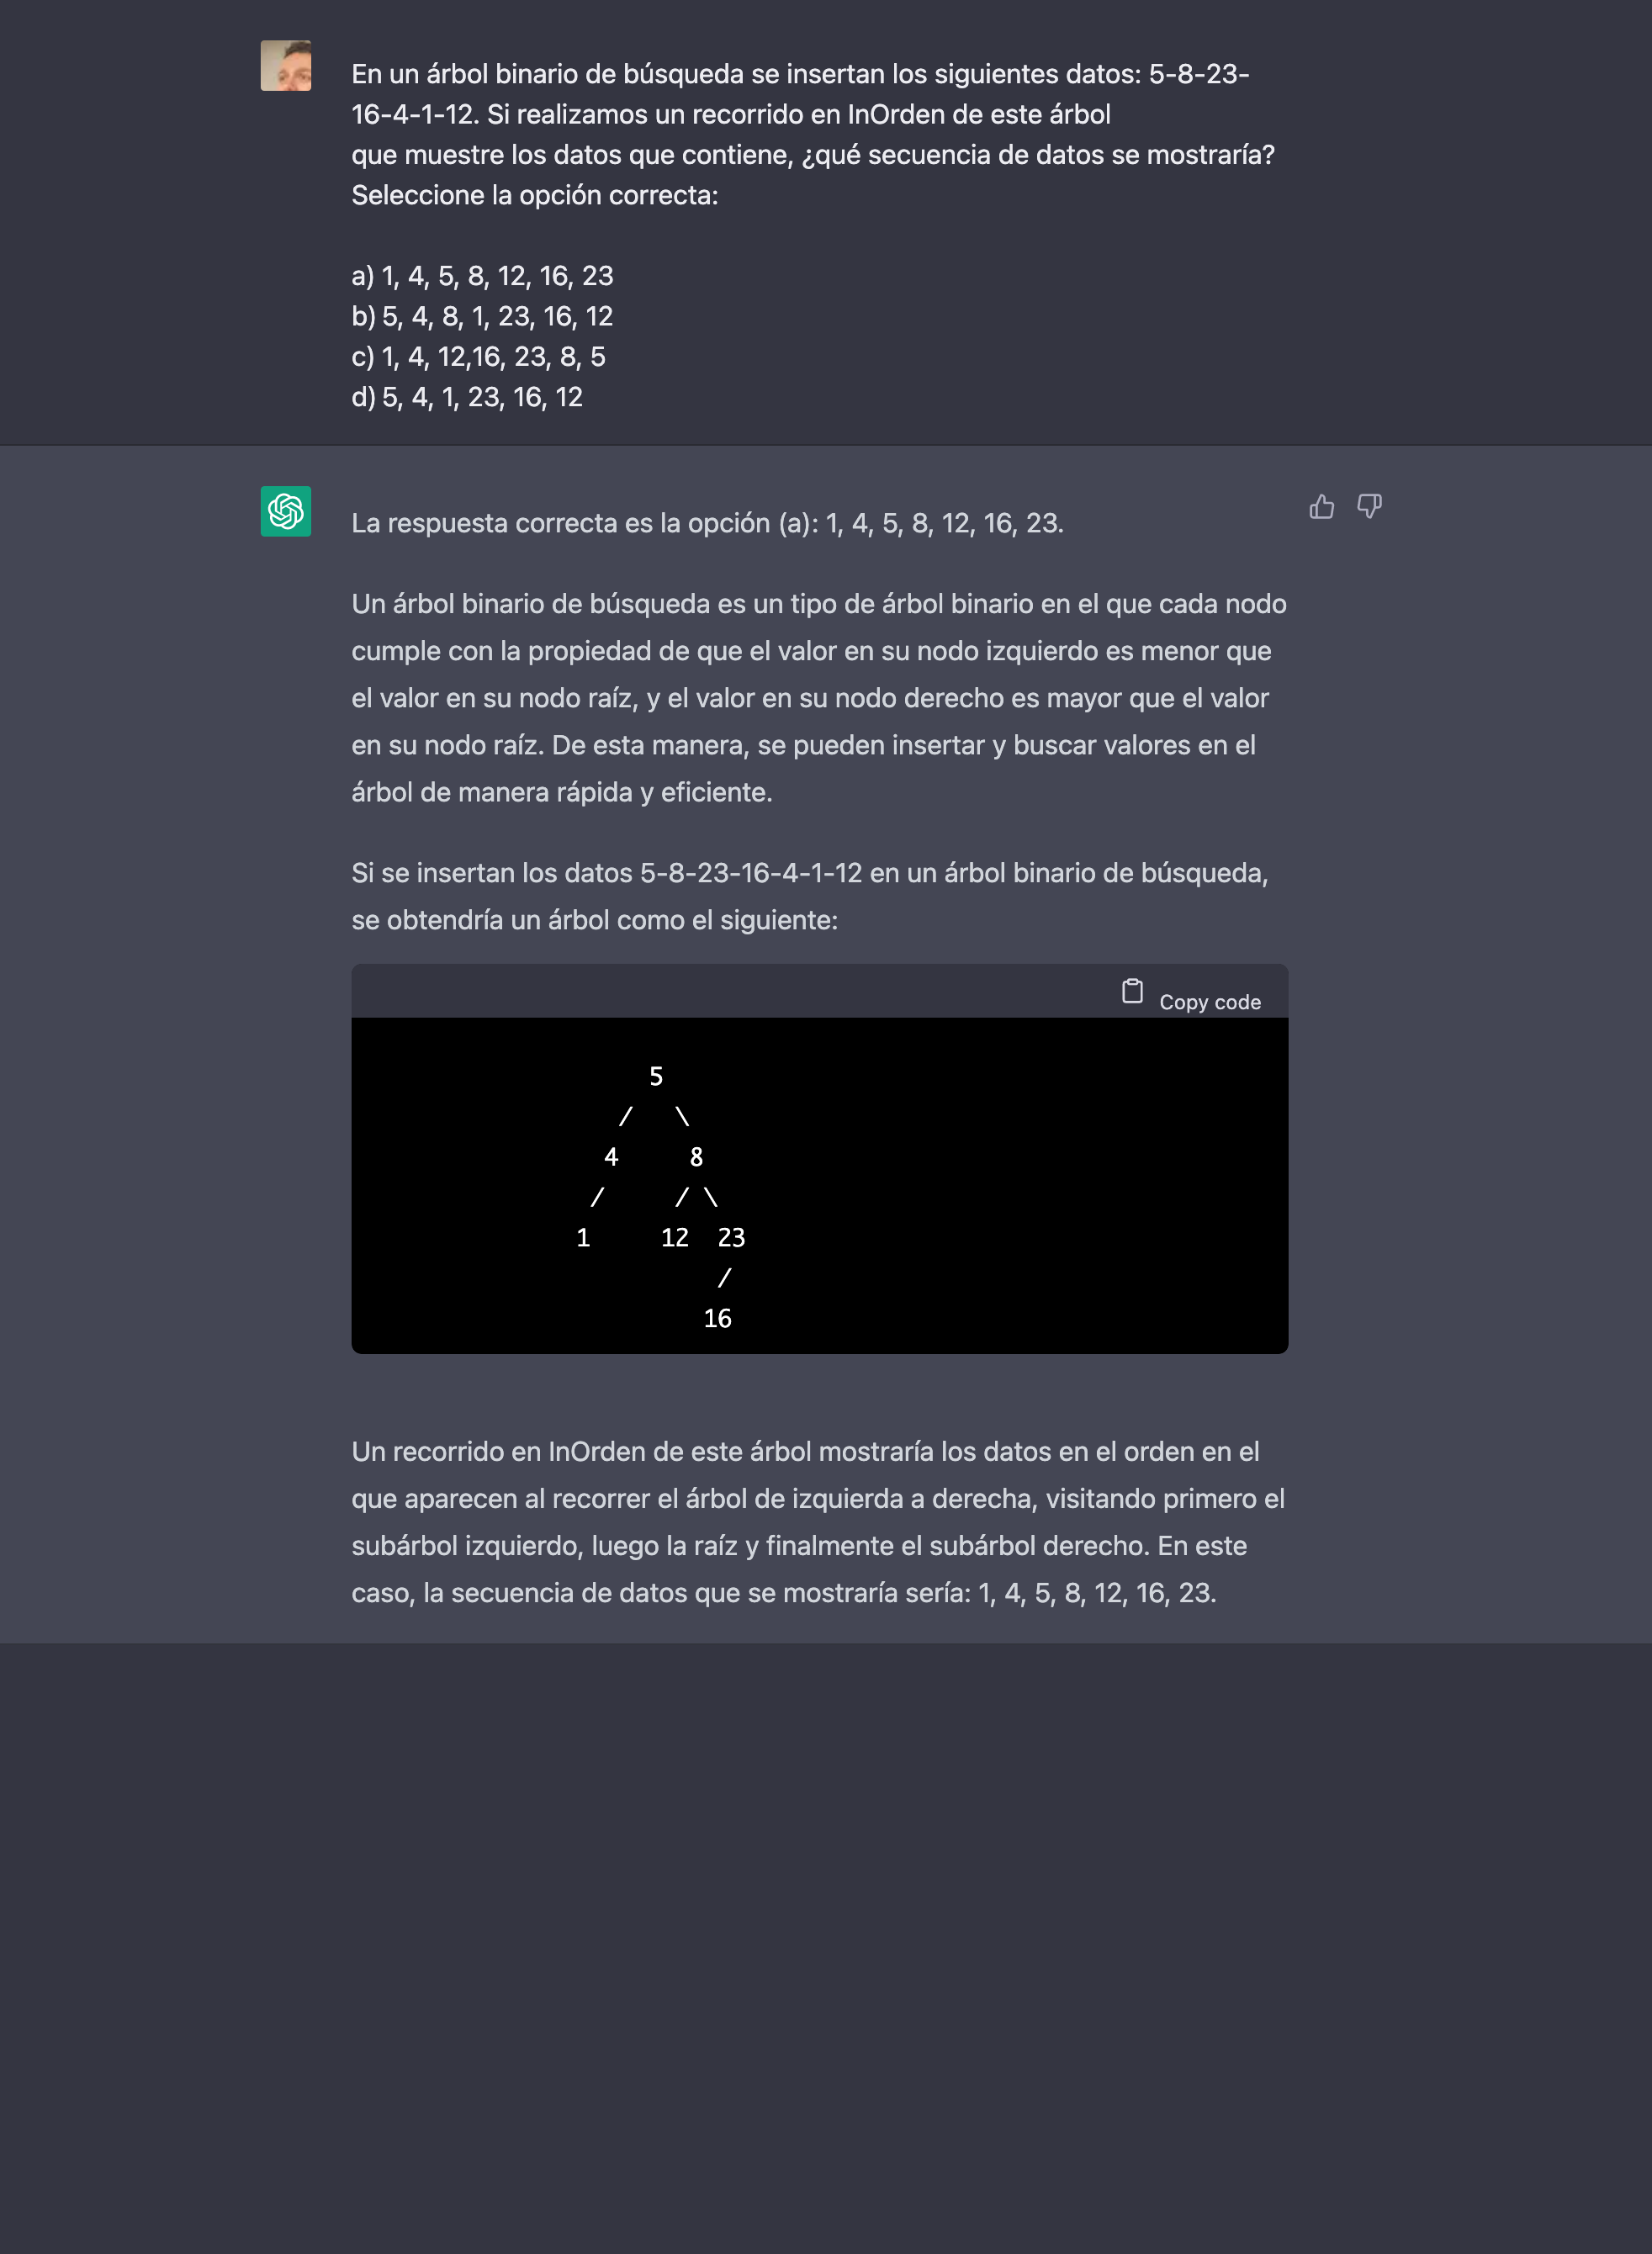 En un árbol binario de búsqueda se insertan los siguientes datos: 5-8-23-
16-4-1-12. Si realizamos un recorrido en InOrden de este árbol
que muestre los datos que contiene, ¿qué secuencia de datos se mostraría?
Seleccione la opción correcta:
a) 1, 4, 5, 8, 12, 16, 23
b) 5, 4, 8, 1, 23, 16, 12
c) 1, 4, 12,16, 23, 8, 5
d) 5, 4, 1, 23, 16, 12
La respuesta correcta es la opción (a): 1, 4, 5, 8, 12, 16, 23.
Un árbol binario de búsqueda es un tipo de árbol binario en el que cada nodo
cumple con la propiedad de que el valor en su nodo izquierdo es menor que
el valor en su nodo raíz, y el valor en su nodo derecho es mayor que el valor
en su nodo raíz. De esta manera, se pueden insertar y buscar valores en el
árbol de manera rápida y eficiente.
Si se insertan los datos 5-8-23-16-4-1-12 en un árbol binario de búsqueda,
se obtendría un árbol como el siguiente:
Copy code
5
/ \
4 8
/ / \
1 12 23
/
16
Un recorrido en InOrden de este árbol mostraría los datos en el orden en el
que aparecen al recorrer el árbol de izquierda a derecha, visitando primero el
subárbol izquierdo, luego la raíz y finalmente el subárbol derecho. En este
caso, la secuencia de datos que se mostraría sería: 1, 4, 5, 8, 12, 16, 23.